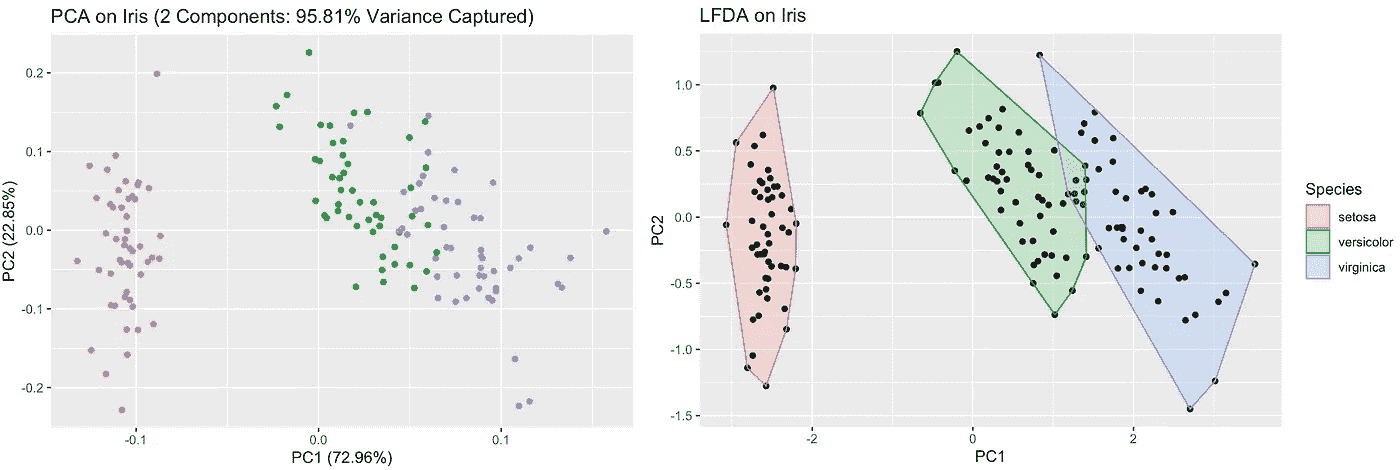 PCA on Iris (2 Components: 95.81% Variance Captured)
0.2
0.1
0.0
-0.1
-0.2
PC2 (22.85%)
-0.1
0.0
0.1
PC1 (72.96%)
LFDA on Iris
1.0
0.5
0.0
-0.5
-1.0
-1.5
PC2
-2
0
2
PC1
Species
setosa
versicolor
virginica